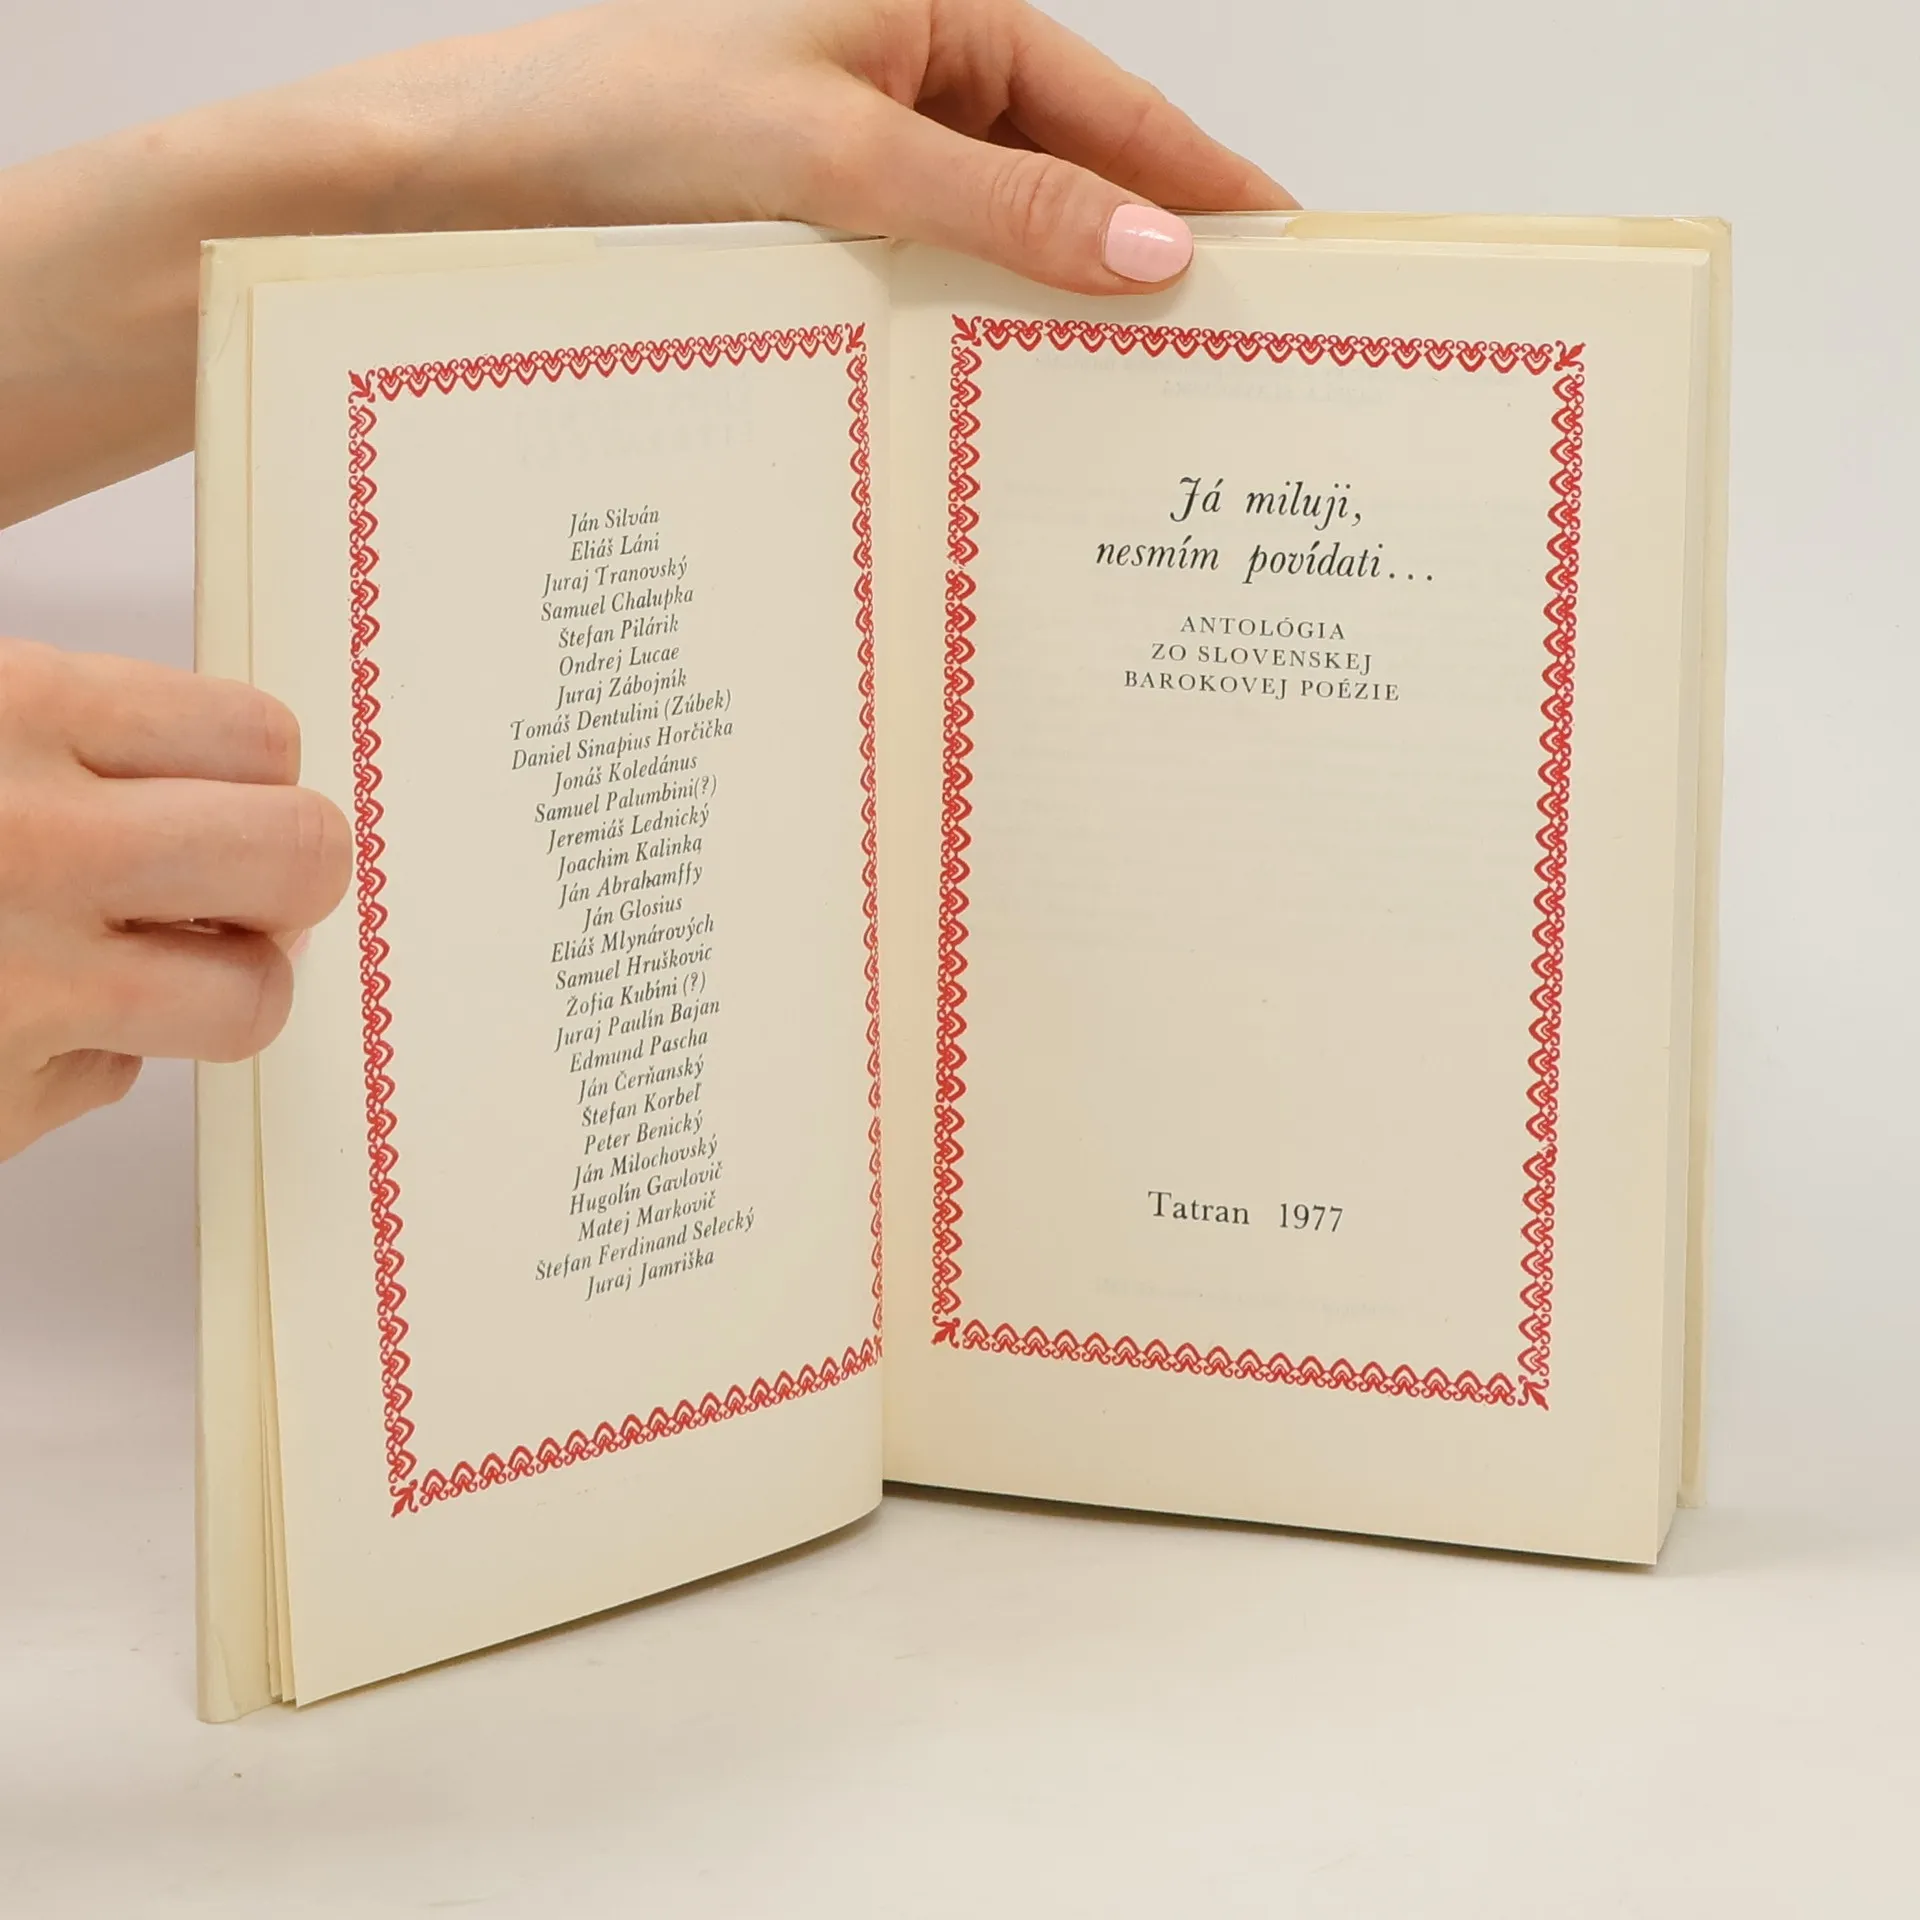 Ján Silván
Eliáš Láni
Juraj Tranovský
Samuel Chalupka
Štefan Pilárik
Ondrej Lucae
Juraj Zábojník
Tomáš Dentulini (Zúbek)
Daniel Sinapius Horčička
Jonáš Koledánus
Samuel Palumbini(?)
Jeremiáš Lednický
Joachim Kalinka
Ján Abrahamffy
Ján Glosius
Eliáš Mlynárových
Samuel Hruškovic
Žofia Kubíni (?)
Juraj Paulín Bajan
Edmund Pascha
Ján Čerňanský
Štefan Korbeľ
Peter Benický
Ján Milochovský
Hugolín Gavlovič
Matej Markovič
Štefan Ferdinand Selecký
Juraj Jamriška
Já miluji,
nesmím povídati...
ANTOLÓGIA
ZO SLOVENSKEJ
BAROKOVEJ POÉZIE
Tatran 1977